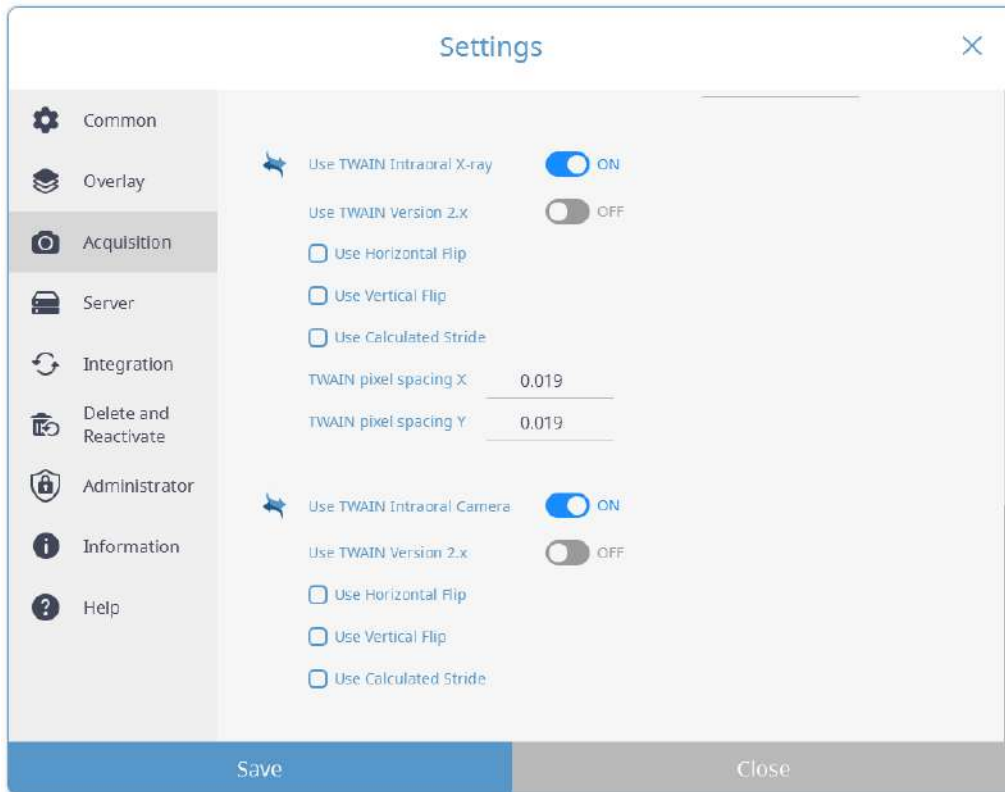 Settings
Common
Overlay
Acquisition
Server
Integration
Delete and
Reactivate
Administrator
Information
Help
Use TWAIN Intraoral X-ray ON
Use TWAIN Version 2.x OFF
Use Horizontal Flip
Use Vertical Flip
Use Calculated Stride
TWAIN pixel spacing X 0.019
TWAIN pixel spacing Y 0.019
Use TWAIN Intraoral Camera ON
Use TWAIN Version 2.x OFF
Use Horizontal Flip
Use Vertical Flip
Use Calculated Stride
Save
Close